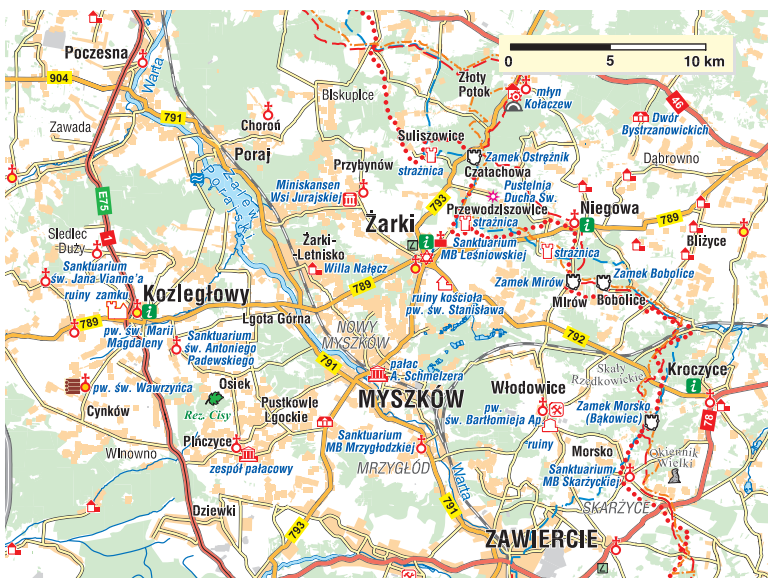 Poczesna
904
Warta
791
Zawada
Biskupice
Złoty
Potok
młyn
Kołaczew
0 5 10 km
46
Dwór
Bystrzanowickich
Choroń
Poraj
Suliszowice
strażnica
Zamek Ostrężnik
Czatachowa
Dąbrowno
Przybynów
Miniskansen
Wsi Jurajskiej
793
Pustelnia
Ducha Św.
Przewodziszowice
strażnica
Niegowa
789
E75
1
Siedlec
Duży
Żarki
Żarki-
-Letnisko
Willa Nałęcz
Sanktuarium
MB Leśniowskiej
strażnica
Bliżyce
Sanktuarium
św. Jana Vianne'a
ruiny zamku
Koziegłowy
789
Zamek Mirów
Zamek Bobolice
Mirów
Bobolice
789
pw. św. Marii
Magdaleny
Lgota Górna
ruiny kościoła
pw. św. Stanisława
Sanktuarium
św. Antoniego
Padewskiego
NOWY
MYSZKÓW
791
792
pałac
A. Schmelzera
Skały
Rzędkowickie
Kroczyce
pw. św. Wawrzyńca
Cynków
Osiek
Rez. Cisy
MYSZKÓW
Włodowice
pw.
św. Bartłomieja Ap.
ruiny
Zamek Morsko
(Bąkowiec)
78
Pustkowie
Lgockie
Pińczyce
zespół pałacowy
Winowno
Sanktuarium
MB Mrzygłodzkiej
MRZYGŁÓD
Morsko
Okiennik
Wielki
Sanktuarium
MB Skarżyckiej
SKARŻYCE
Warta
791
Dziewki
793
ZAWIERCIE